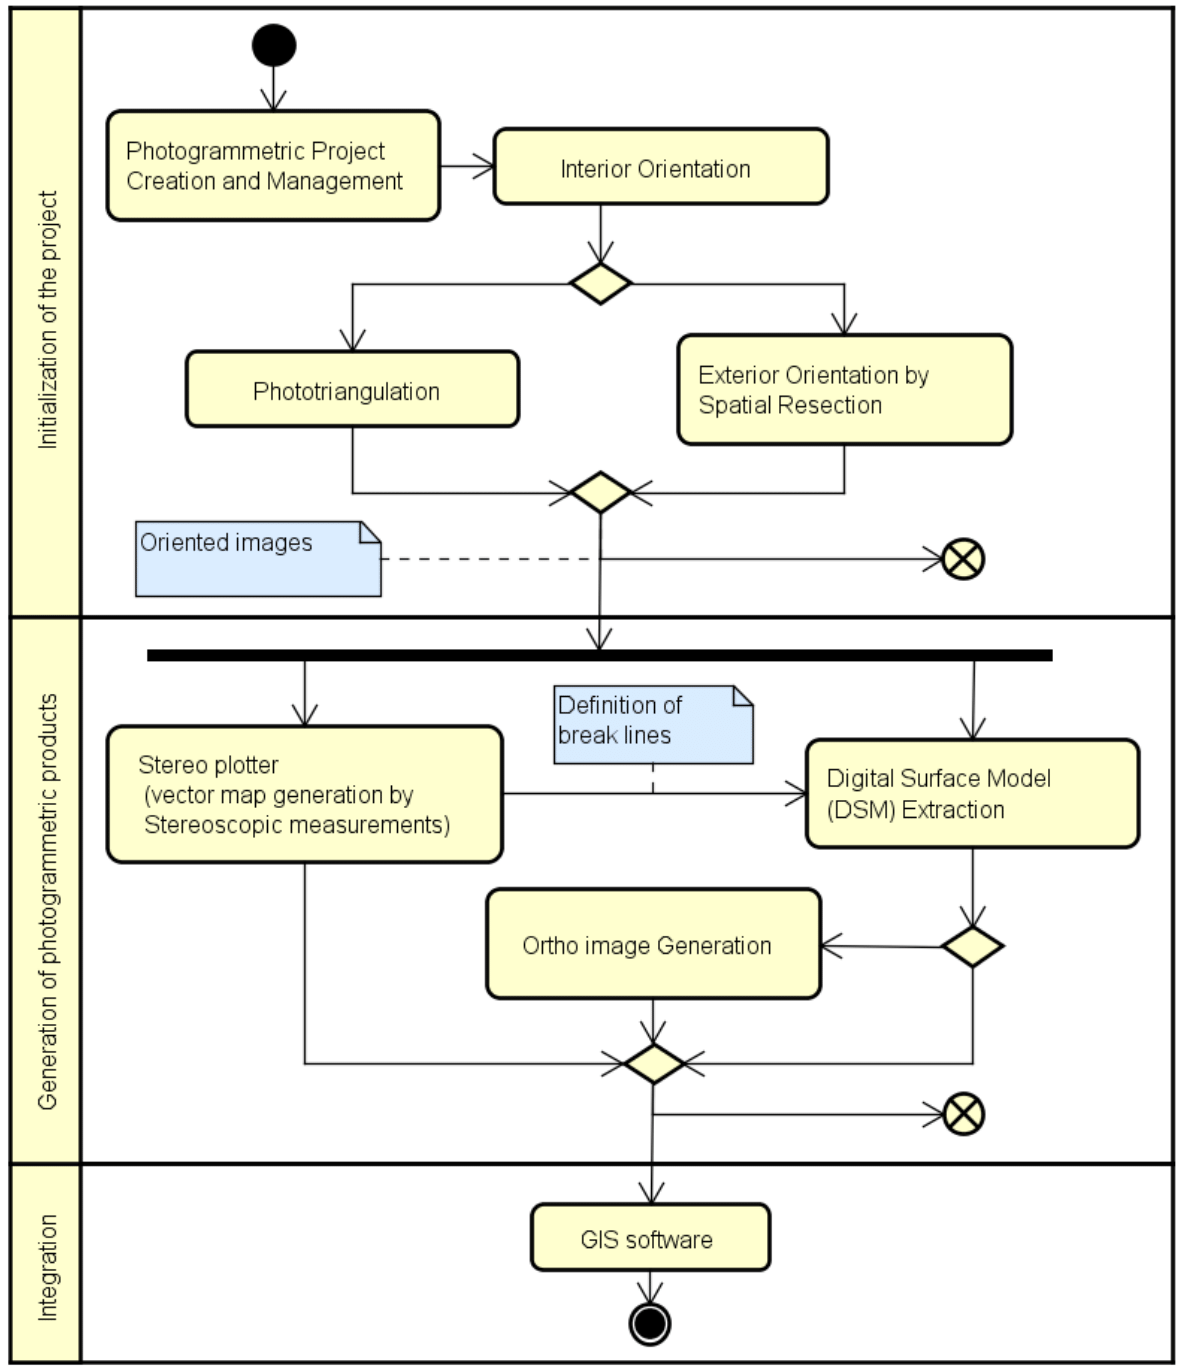 Initialization of the project
Photogrammetric Project
Creation and Management
Interior Orientation
Phototriangulation
Exterior Orientation by
Spatial Resection
Oriented images
Generation of photogrammetric products
Definition of
break lines
Stereo plotter
(vector map generation by
Stereoscopic measurements)
Digital Surface Model
(DSM) Extraction
Ortho image Generation
Integration
GIS software